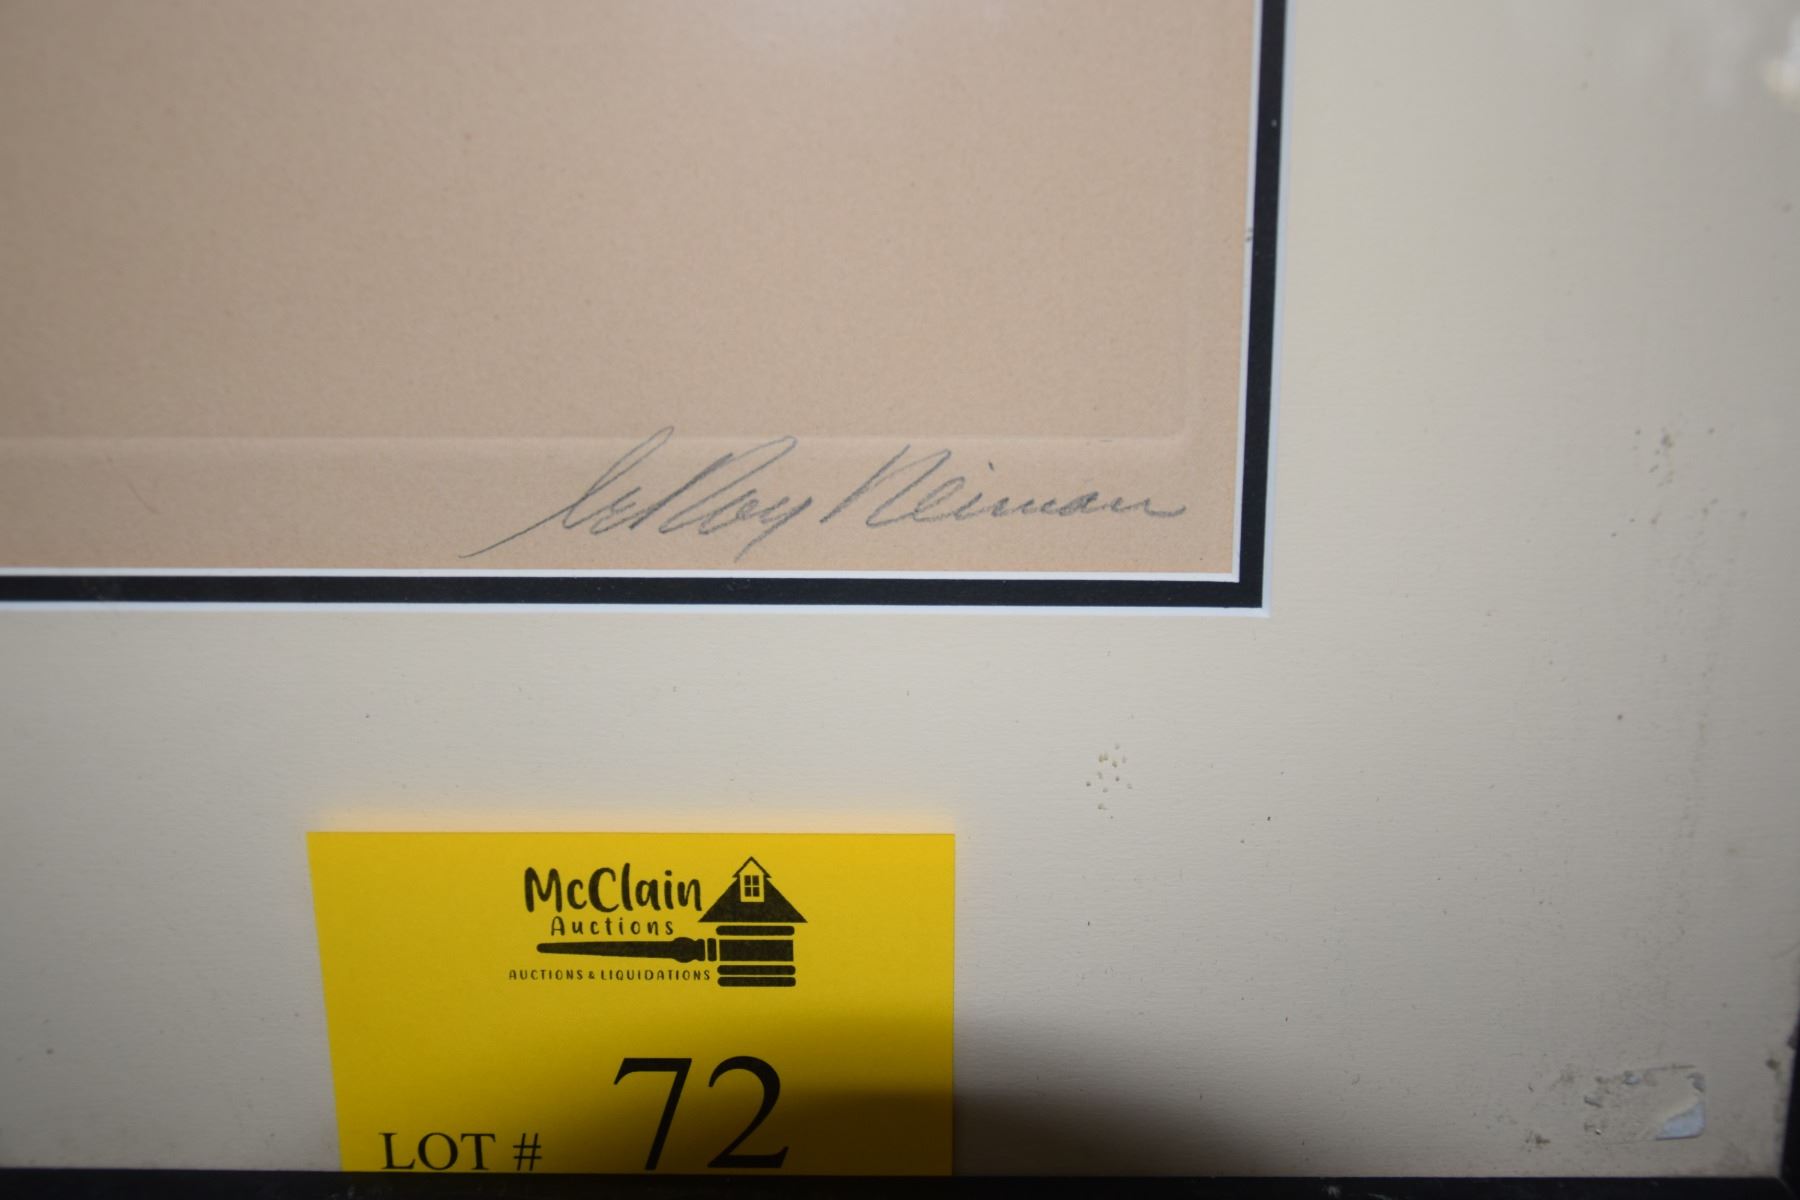 LeRoy Neiman
McClain
Auctions
AUCTIONS & LIQUIDATIONS
LOT # 72